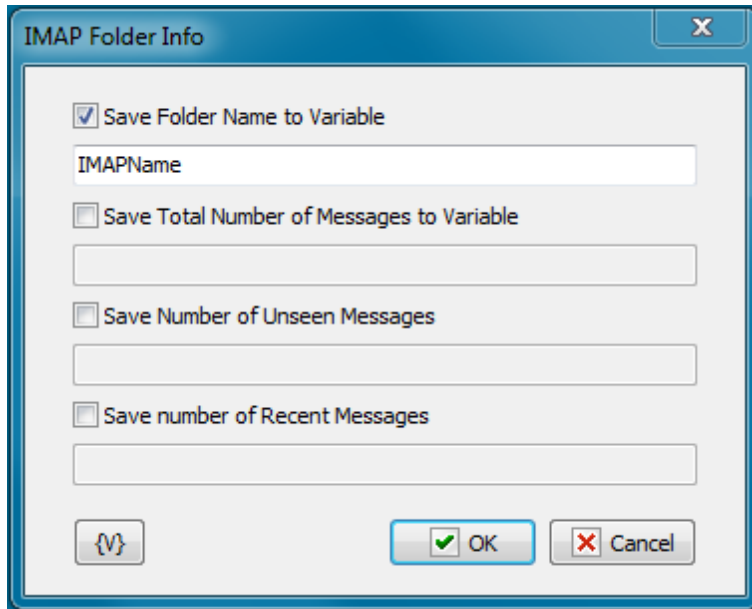 IMAP Folder Info
Save Folder Name to Variable
IMAPName
Save Total Number of Messages to Variable
Save Number of Unseen Messages
Save number of Recent Messages
{V} OK Cancel